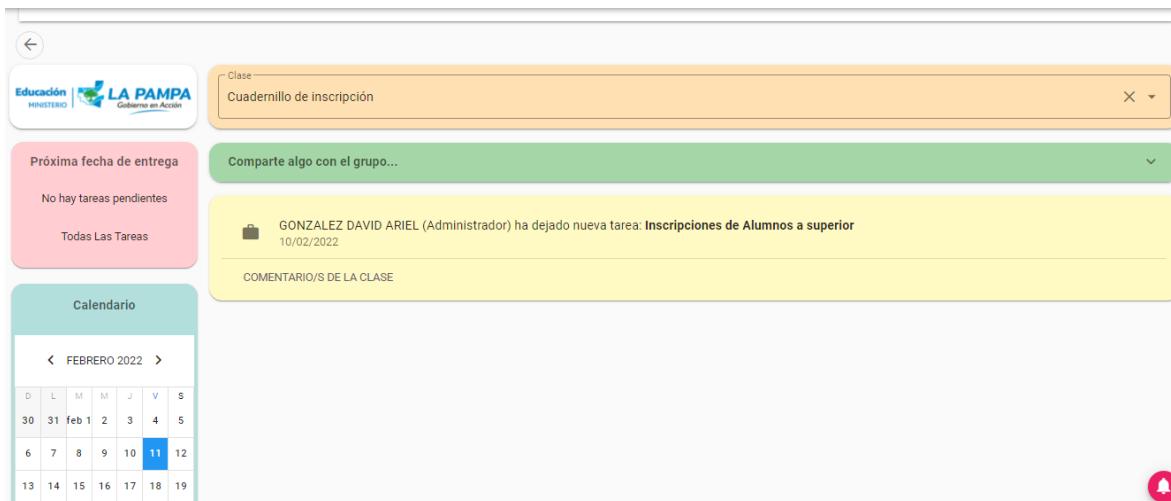 Educación
MINISTERIO
LA PAMPA
Gobierno en Acción
Clase
Cuadernillo de inscripción
Próxima fecha de entrega
No hay tareas pendientes
Todas Las Tareas
Comparte algo con el grupo...
GONZALEZ DAVID ARIEL (Administrador) ha dejado nueva tarea: Inscripciones de Alumnos a superior
10/02/2022
COMENTARIO/S DE LA CLASE
Calendario
FEBRERO 2022
D L M M J V S
30 31 feb 1 2 3 4 5
6 7 8 9 10 11 12
13 14 15 16 17 18 19